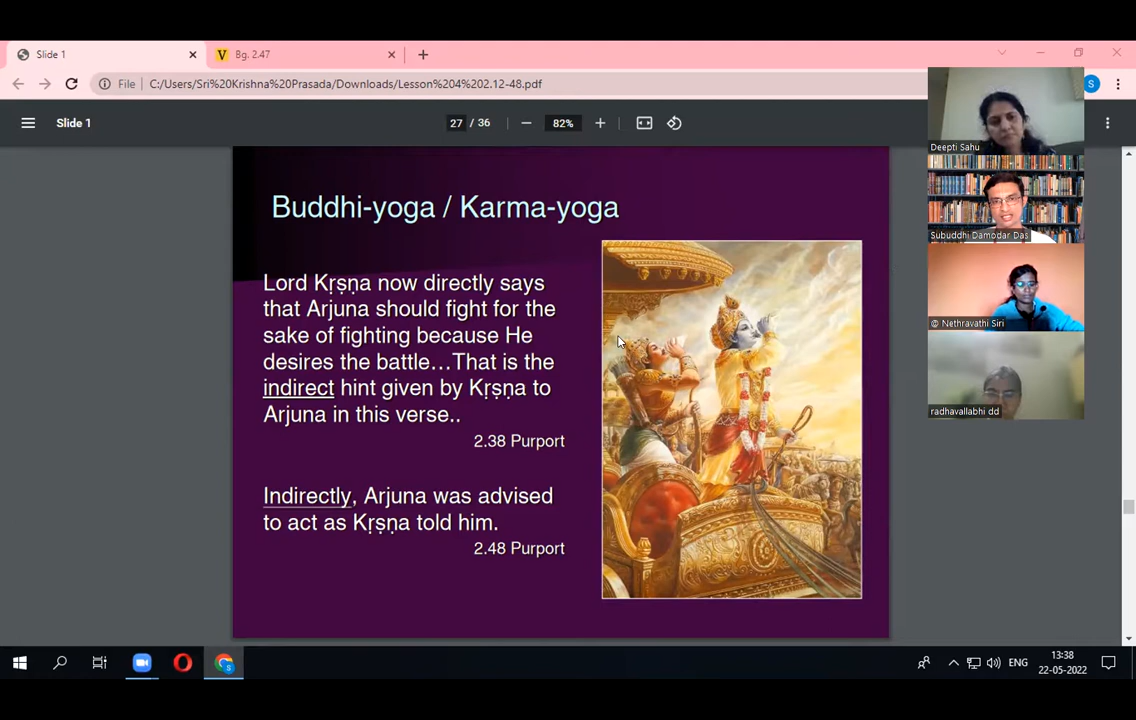 Slide 1
Bg. 2.47
File C:/Users/Sri%20Krishna%20Prasada/Downloads/Lesson%204%202.12-48.pdf
S
Slide 1
27 / 36
82%
Deepti Sahu
Subuddhi Damodar Das
@ Nethravathi Siri
radhavallabhi dd
Buddhi-yoga / Karma-yoga
Lord Kṛṣṇa now directly says
that Arjuna should fight for the
sake of fighting because He
desires the battle…That is the
indirect hint given by Kṛṣṇa to
Arjuna in this verse..
2.38 Purport
Indirectly, Arjuna was advised
to act as Kṛṣṇa told him.
2.48 Purport
ENG
13:38
22-05-2022